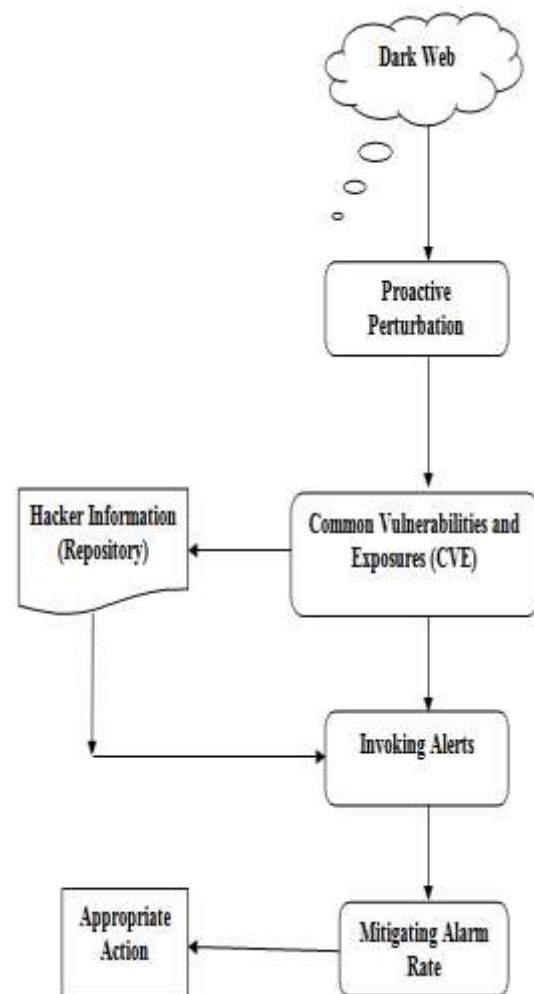 Dark Web
Proactive
Perturbation
Hacker Information
(Repository)
Common Vulnerabilities and
Exposures (CVE)
Invoking Alerts
Appropriate
Action
Mitigating Alarm
Rate